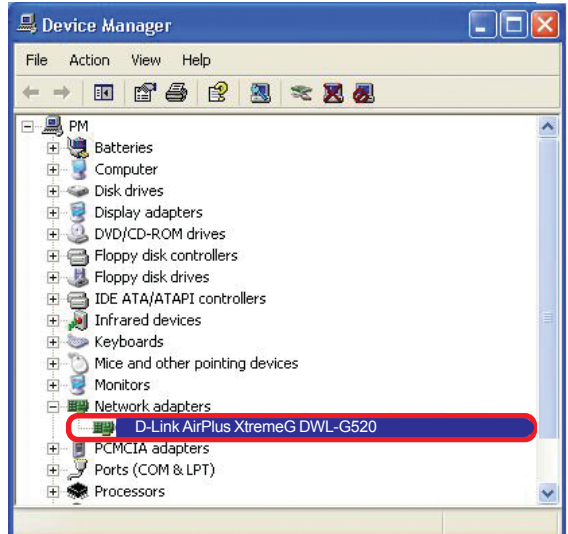 Device Manager
File Action View Help
PM
Batteries
Computer
Disk drives
Display adapters
DVD/CD-ROM drives
Floppy disk controllers
Floppy disk drives
IDE ATA/ATAPI controllers
Infrared devices
Keyboards
Mice and other pointing devices
Monitors
Network adapters
D-Link AirPlus XtremeG DWL-G520
PCMCIA adapters
Ports (COM & LPT)
Processors